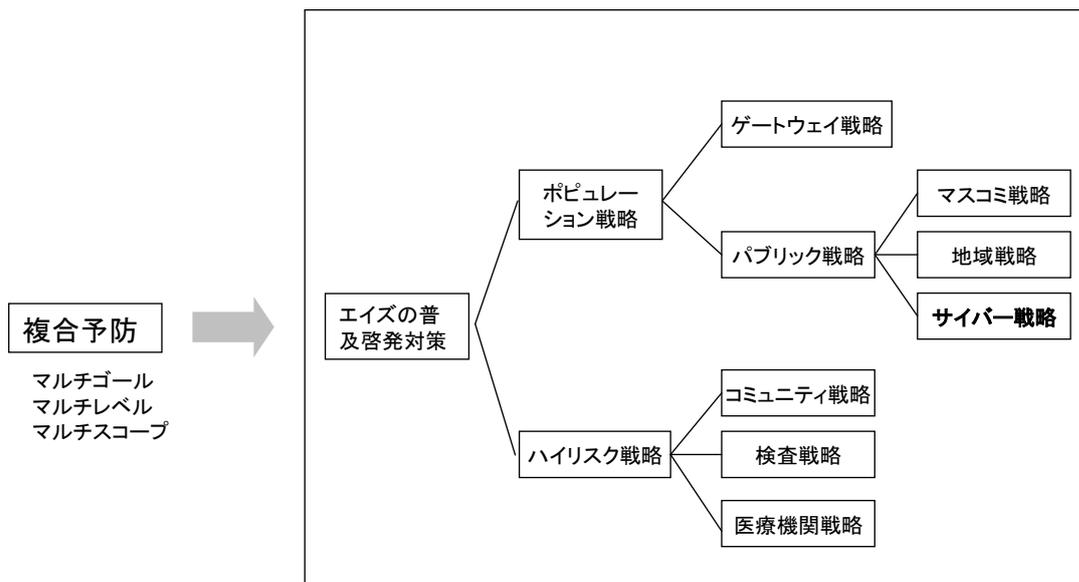 複合予防
マルチゴール
マルチレベル
マルチスコープ
エイズの普
及啓発対策
ポピュレー
ション戦略
ゲートウェイ戦略
パブリック戦略
マスコミ戦略
地域戦略
サイバー戦略
ハイリスク戦略
コミュニティ戦略
検査戦略
医療機関戦略